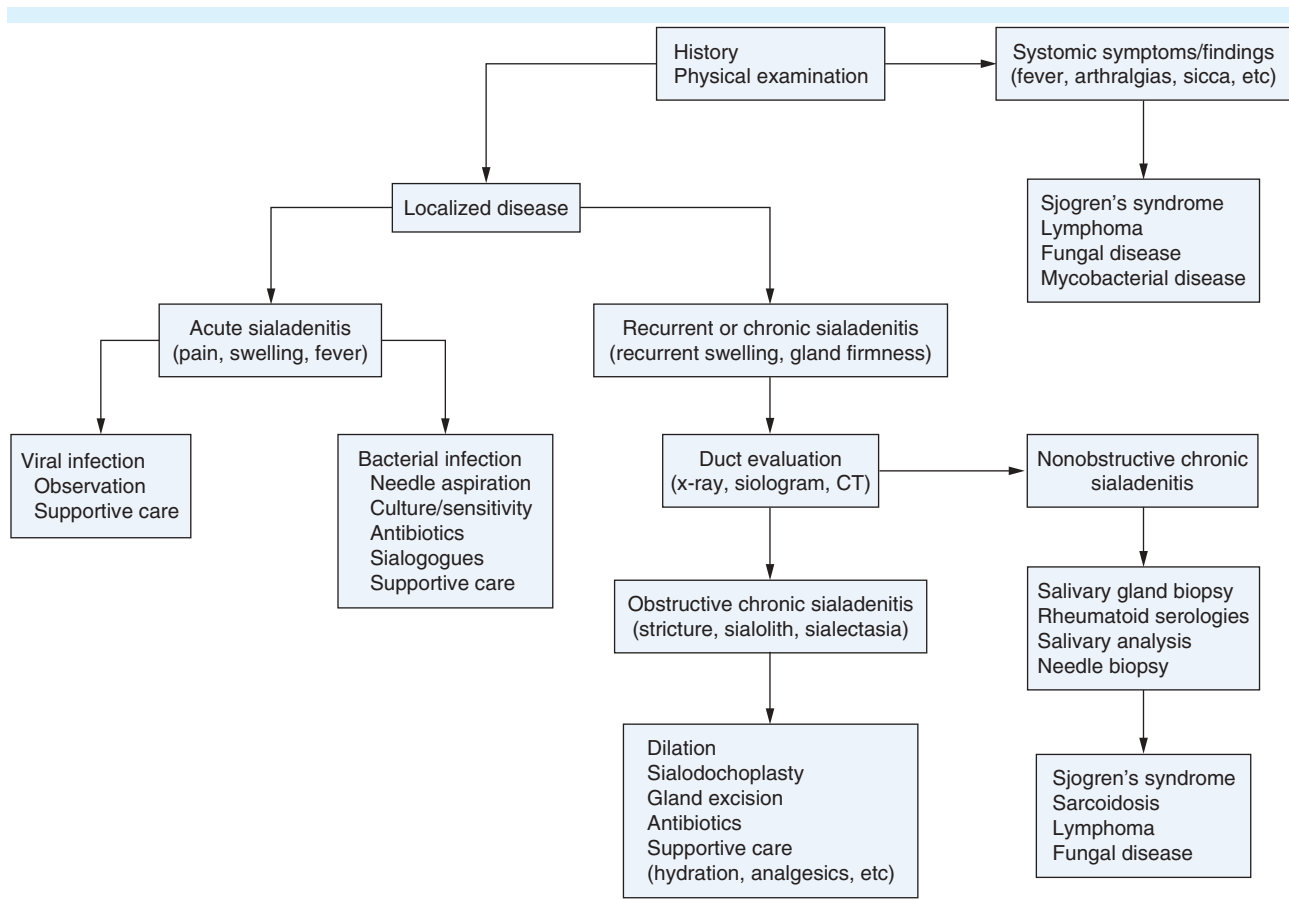 History
Physical examination
Systomic symptoms/findings
(fever, arthralgias, sicca, etc)
Localized disease
Sjogren's syndrome
Lymphoma
Fungal disease
Mycobacterial disease
Acute sialadenitis
(pain, swelling, fever)
Recurrent or chronic sialadenitis
(recurrent swelling, gland firmness)
Viral infection
Observation
Supportive care
Bacterial infection
Needle aspiration
Culture/sensitivity
Antibiotics
Sialogogues
Supportive care
Duct evaluation
(x-ray, siologram, CT)
Nonobstructive chronic
sialadenitis
Obstructive chronic sialadenitis
(stricture, sialolith, sialectasia)
Salivary gland biopsy
Rheumatoid serologies
Salivary analysis
Needle biopsy
Dilation
Sialodochoplasty
Gland excision
Antibiotics
Supportive care
(hydration, analgesics, etc)
Sjogren's syndrome
Sarcoidosis
Lymphoma
Fungal disease